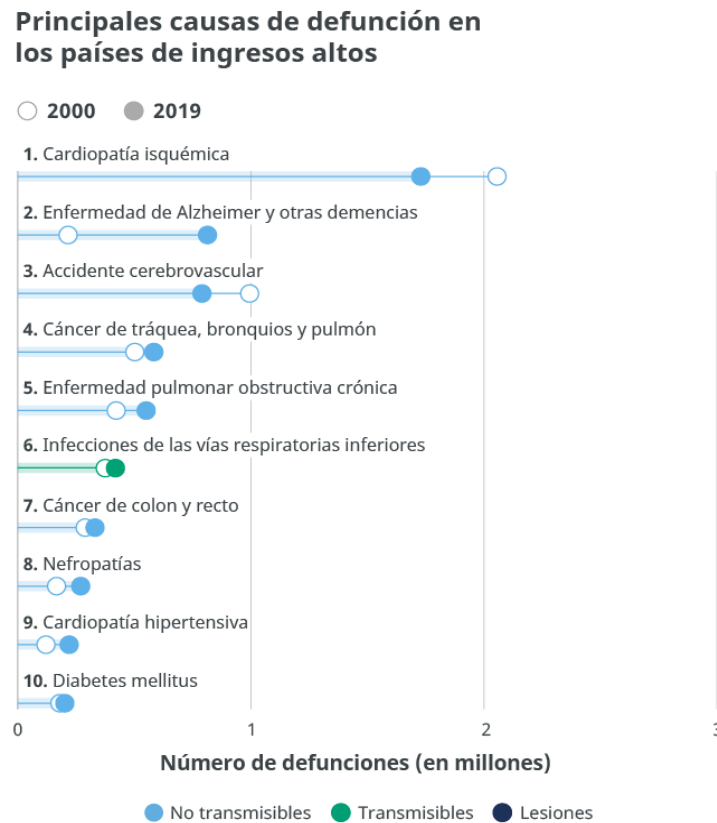 Principales causas de defunción en
los países de ingresos altos
2000 2019
1. Cardiopatía isquémica
2. Enfermedad de Alzheimer y otras demencias
3. Accidente cerebrovascular
4. Cáncer de tráquea, bronquios y pulmón
5. Enfermedad pulmonar obstructiva crónica
6. Infecciones de las vías respiratorias inferiores
7. Cáncer de colon y recto
8. Nefropatías
9. Cardiopatía hipertensiva
10. Diabetes mellitus
0 1 2 3
Número de defunciones (en millones)
No transmisibles Transmisibles Lesiones